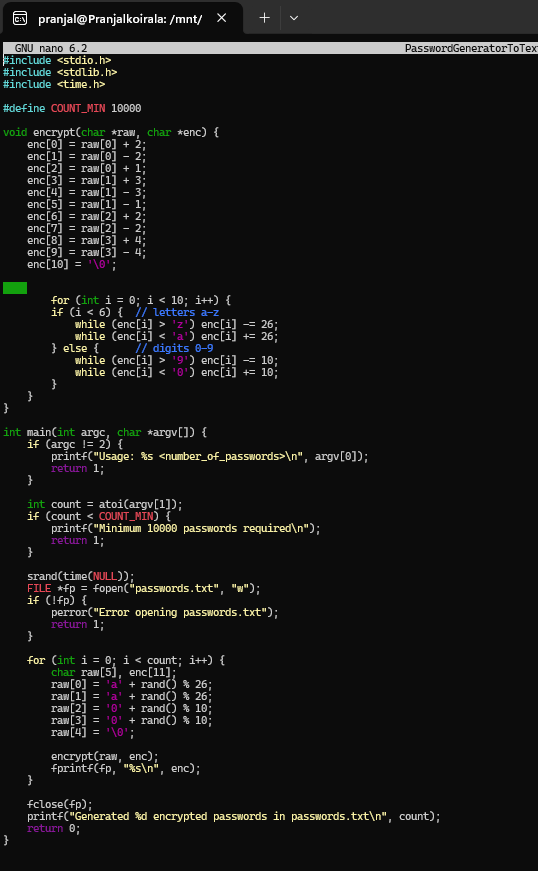 pranjal@Pranjalkoirala: /mnt/
GNU nano 6.2 PasswordGeneratorToText
#include <stdio.h>
#include <stdlib.h>
#include <time.h>

#define COUNT_MIN 10000

void encrypt(char *raw, char *enc) {
    enc[0] = raw[0] + 2;
    enc[1] = raw[0] - 2;
    enc[2] = raw[0] + 1;
    enc[3] = raw[1] + 3;
    enc[4] = raw[1] - 3;
    enc[5] = raw[1] - 1;
    enc[6] = raw[2] + 2;
    enc[7] = raw[2] - 2;
    enc[8] = raw[3] + 4;
    enc[9] = raw[3] - 4;
    enc[10] = '\0';

        for (int i = 0; i < 10; i++) {
        if (i < 6) {  // letters a-z
            while (enc[i] > 'z') enc[i] -= 26;
            while (enc[i] < 'a') enc[i] += 26;
        } else {      // digits 0-9
            while (enc[i] > '9') enc[i] -= 10;
            while (enc[i] < '0') enc[i] += 10;
        }
    }
}

int main(int argc, char *argv[]) {
    if (argc != 2) {
        printf("Usage: %s <number_of_passwords>\n", argv[0]);
        return 1;
    }

    int count = atoi(argv[1]);
    if (count < COUNT_MIN) {
        printf("Minimum 10000 passwords required\n");
        return 1;
    }

    srand(time(NULL));
    FILE *fp = fopen("passwords.txt", "w");
    if (!fp) {
        perror("Error opening passwords.txt");
        return 1;
    }

    for (int i = 0; i < count; i++) {
        char raw[5], enc[11];
        raw[0] = 'a' + rand() % 26;
        raw[1] = 'a' + rand() % 26;
        raw[2] = '0' + rand() % 10;
        raw[3] = '0' + rand() % 10;
        raw[4] = '\0';

        encrypt(raw, enc);
        fprintf(fp, "%s\n", enc);
    }

    fclose(fp);
    printf("Generated %d encrypted passwords in passwords.txt\n", count);
    return 0;
}